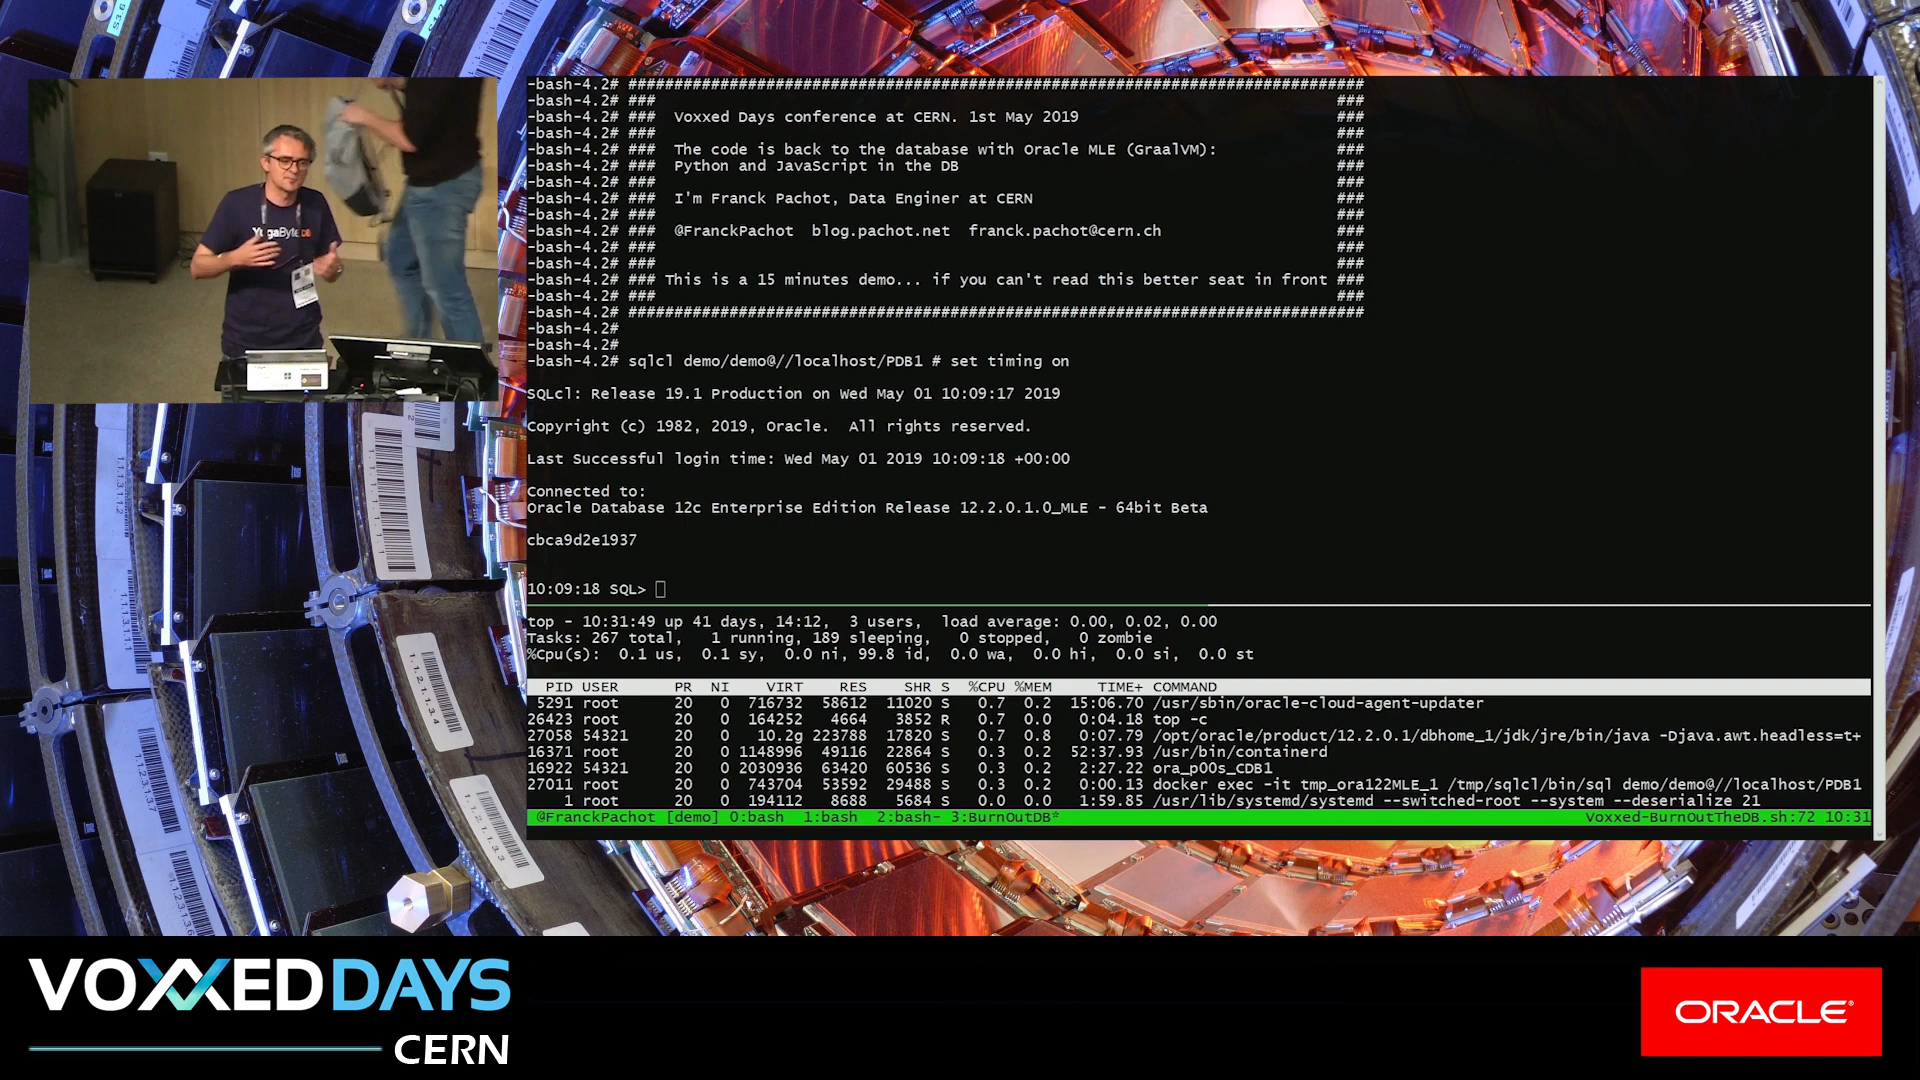 -bash-4.2# ################################################################################
-bash-4.2# ### ###
-bash-4.2# ### Voxxed Days conference at CERN. 1st May 2019 ###
-bash-4.2# ### ###
-bash-4.2# ### The code is back to the database with Oracle MLE (GraalVM): ###
-bash-4.2# ### Python and JavaScript in the DB ###
-bash-4.2# ### ###
-bash-4.2# ### I'm Franck Pachot, Data Enginer at CERN ###
-bash-4.2# ### ###
-bash-4.2# ### @FranckPachot blog.pachot.net franck.pachot@cern.ch ###
-bash-4.2# ### ###
-bash-4.2# ### ###
-bash-4.2# ### This is a 15 minutes demo... if you can't read this better seat in front ###
-bash-4.2# ### ###
-bash-4.2# ################################################################################
-bash-4.2#
-bash-4.2#
-bash-4.2# sqlcl demo/demo@//localhost/PDB1 # set timing on
SQLcl: Release 19.1 Production on Wed May 01 10:09:17 2019
Copyright (c) 1982, 2019, Oracle. All rights reserved.
Last Successful login time: Wed May 01 2019 10:09:18 +00:00
Connected to:
Oracle Database 12c Enterprise Edition Release 12.2.0.1.0_MLE - 64bit Beta
cbca9d2e1937
10:09:18 SQL>
top - 10:31:49 up 41 days, 14:12, 3 users, load average: 0.00, 0.02, 0.00
Tasks: 267 total, 1 running, 189 sleeping, 0 stopped, 0 zombie
%Cpu(s): 0.1 us, 0.1 sy, 0.0 ni, 99.8 id, 0.0 wa, 0.0 hi, 0.0 si, 0.0 st
PID USER PR NI VIRT RES SHR S %CPU %MEM TIME+ COMMAND
5291 root 20 0 716732 58612 11020 S 0.7 0.2 15:06.70 /usr/sbin/oracle-cloud-agent-updater
26423 root 20 0 164252 4664 3852 R 0.7 0.0 0:04.18 top -c
27058 54321 20 0 10.2g 223788 17820 S 0.7 0.8 0:07.79 /opt/oracle/product/12.2.0.1/dbhome_1/jdk/jre/bin/java -Djava.awt.headless=t+
16371 root 20 0 1148996 49116 22864 S 0.3 0.2 52:37.93 /usr/bin/containerd
16922 54321 20 0 2030936 63420 60536 S 0.3 0.2 2:27.22 ora_p00s_CDB1
27011 root 20 0 743704 53592 29488 S 0.3 0.2 0:00.13 docker exec -it tmp_ora122MLE_1 /tmp/sqlcl/bin/sql demo/demo@//localhost/PDB1
1 root 20 0 194112 8688 5684 S 0.0 0.0 1:59.85 /usr/lib/systemd/systemd --switched-root --system --deserialize 21
@FranckPachot [demo] 0:bash 1:bash 2:bash- 3:BurnOutDB* Voxxed-BurnOutTheDB.sh:72 10:31
VOXXEDDAYS
CERN
ORACLE®